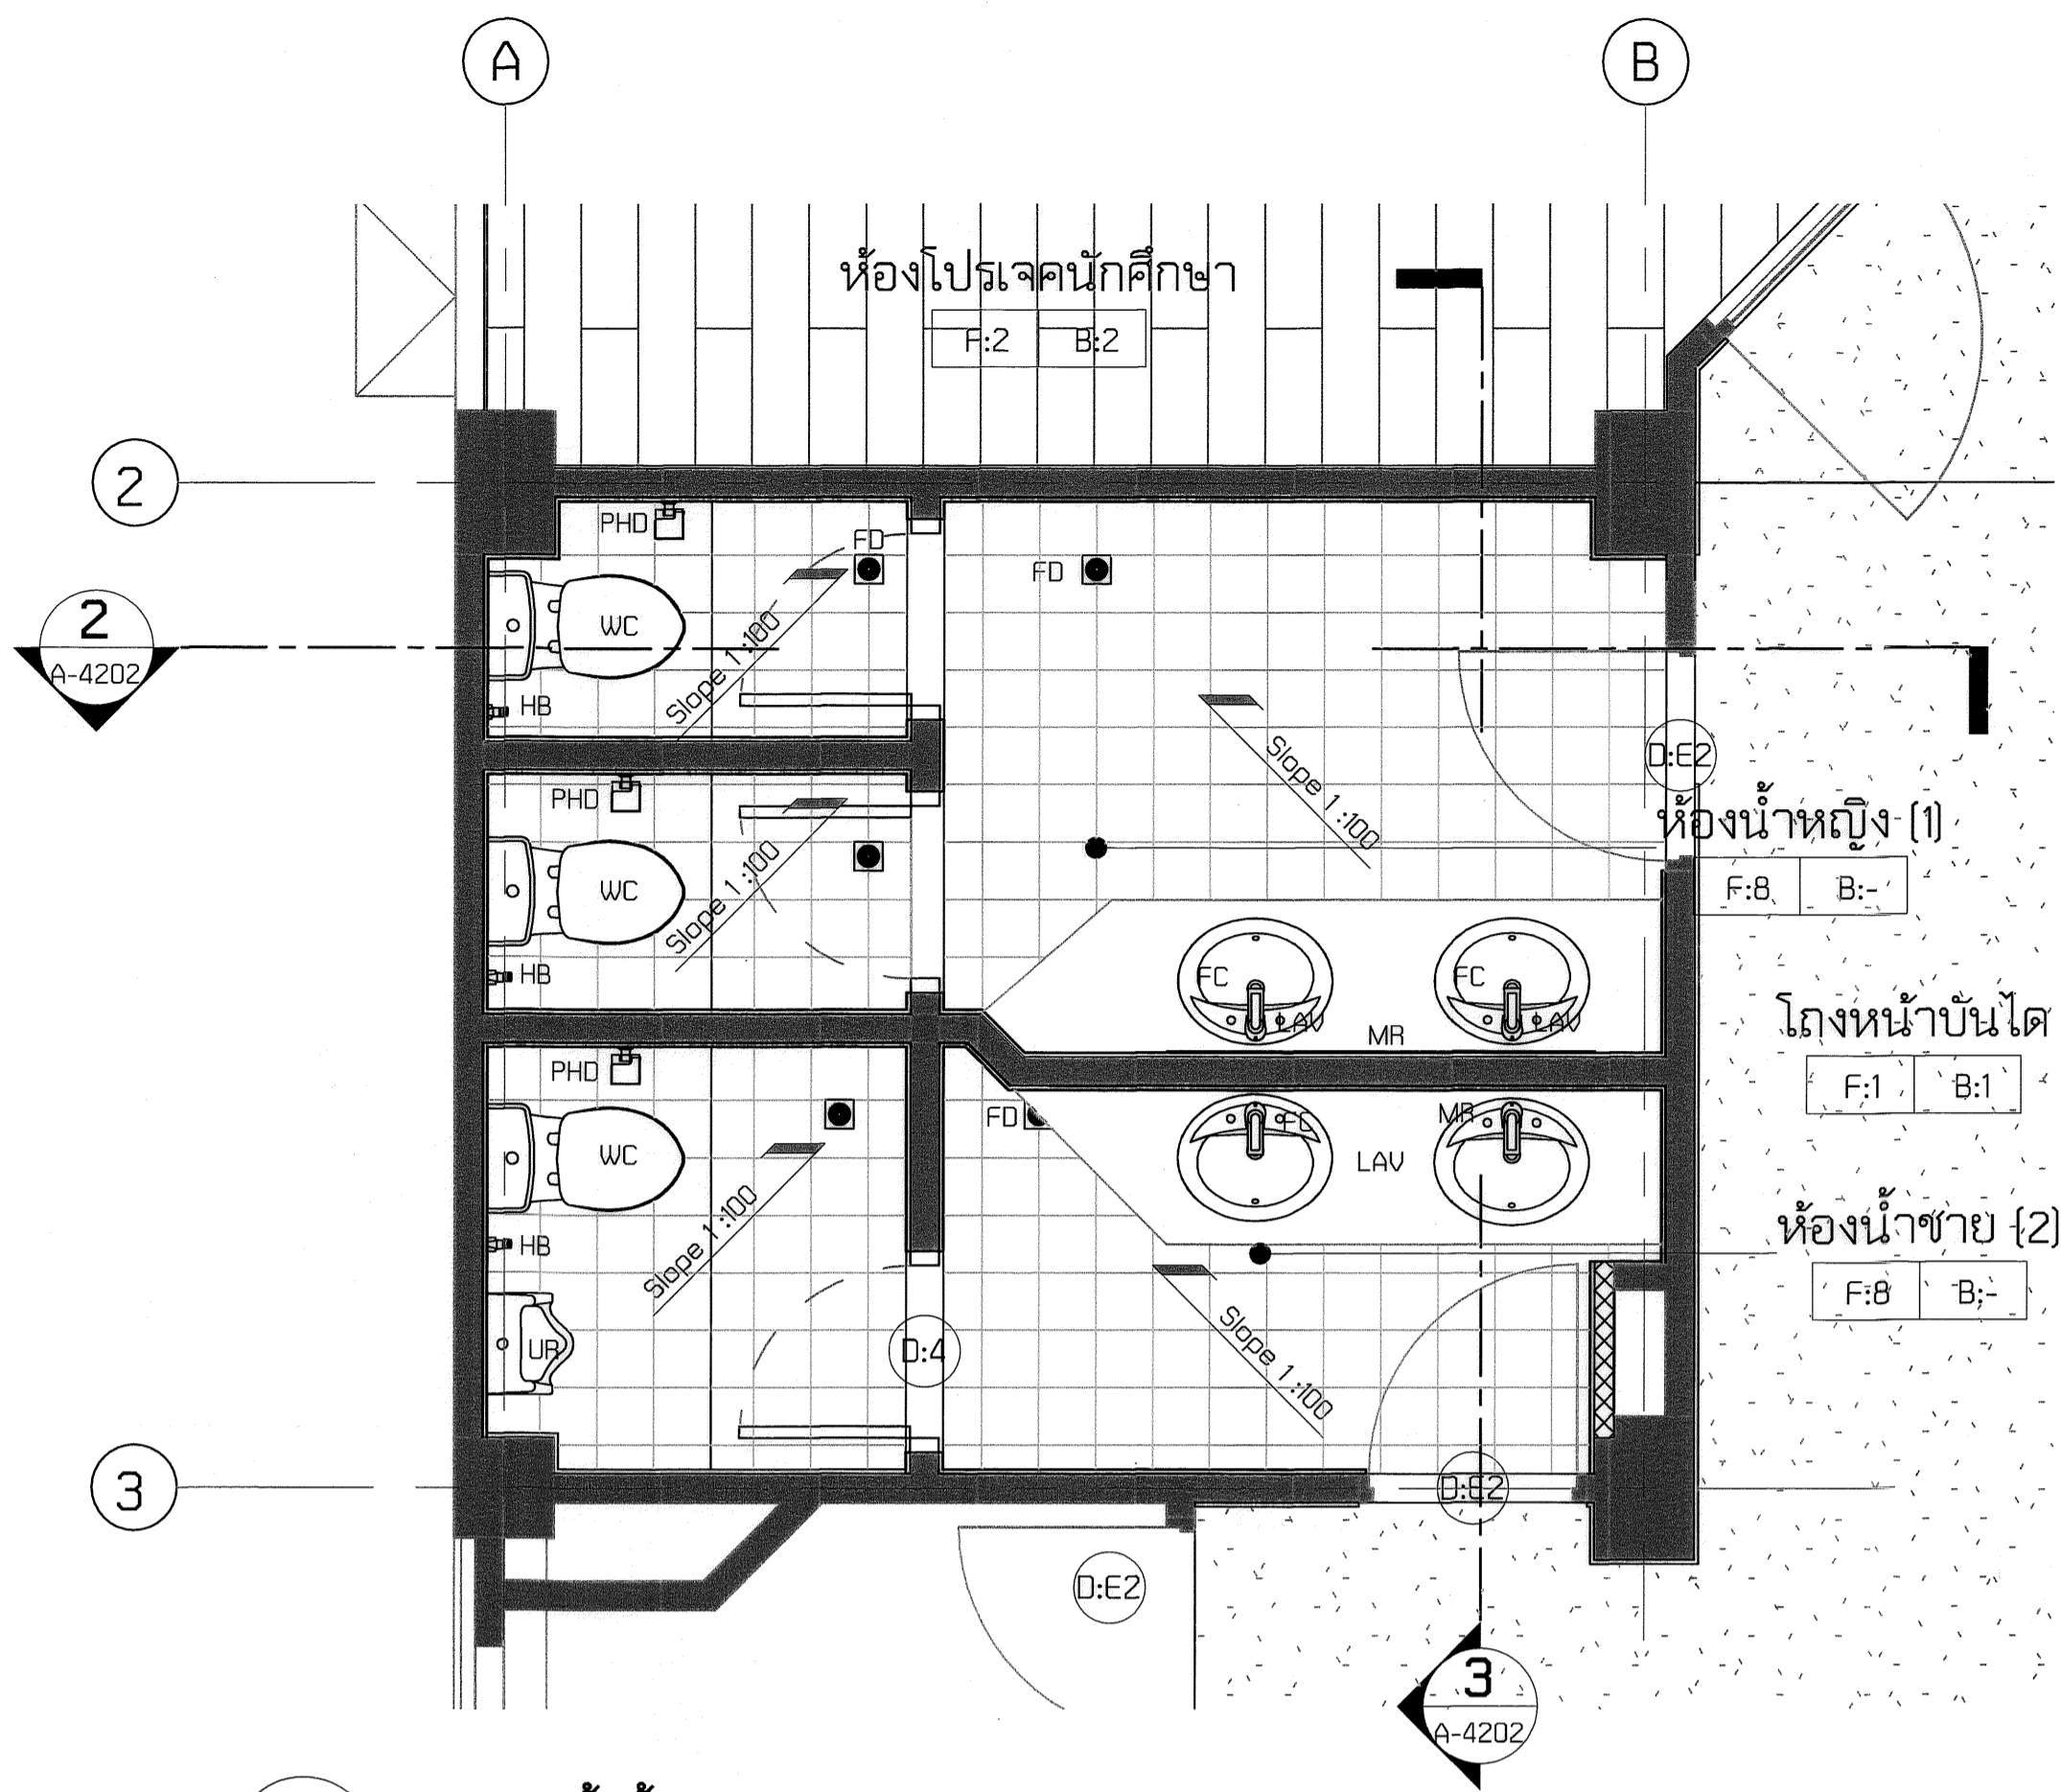 A
B
ห้องโปรเจคนักศึกษา
F:2 B:2
2
PHD
FD
FD
2
A-4202
WC
Slope 1:100
HB
Slope 1:100
D:E2
PHD
ห้องน้ำหญิง (1)
F:8 B:-
WC
Slope 1:100
HB
FC
FC
LAV
LAV
MR
โถงหน้าบันได
F:1 B:1
PHD
FD
FC
MR
WC
LAV
Slope 1:100
HB
ห้องน้ำชาย (2)
F:8 B:-
UR
D:4
Slope 1:100
3
D:E2
D:E2
3
A-4202